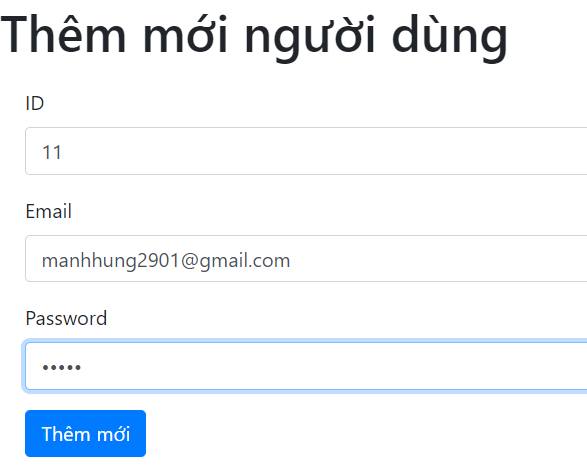 Thêm mới người dùng
ID
11
Email
manhhung2901@gmail.com
Password
•••••
Thêm mới